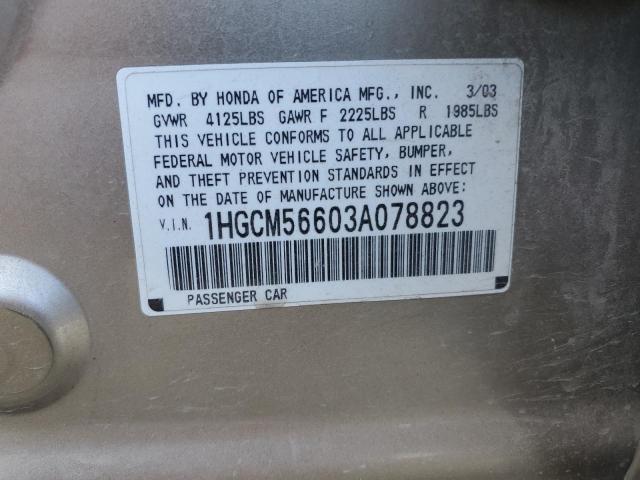 MFD. BY HONDA OF AMERICA MFG., INC. 3/03
GVWR 4125LBS GAWR F 2225LBS R 1985LBS
THIS VEHICLE CONFORMS TO ALL APPLICABLE
FEDERAL MOTOR VEHICLE SAFETY, BUMPER,
AND THEFT PREVENTION STANDARDS IN EFFECT
ON THE DATE OF MANUFACTURE SHOWN ABOVE:
V.I.N. 1HGCM56603A078823
PASSENGER CAR